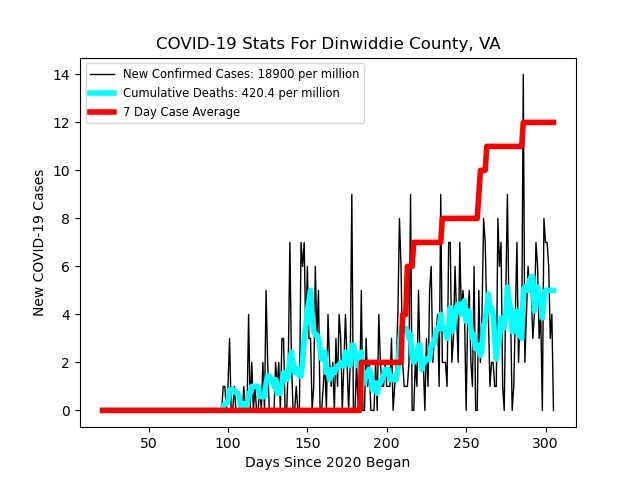 COVID-19 Stats For Dinwiddie County, VA
New Confirmed Cases: 18900 per million
Cumulative Deaths: 420.4 per million
7 Day Case Average
14
12
10
8
6
4
2
0
New COVID-19 Cases
50 100 150 200 250 300
Days Since 2020 Began